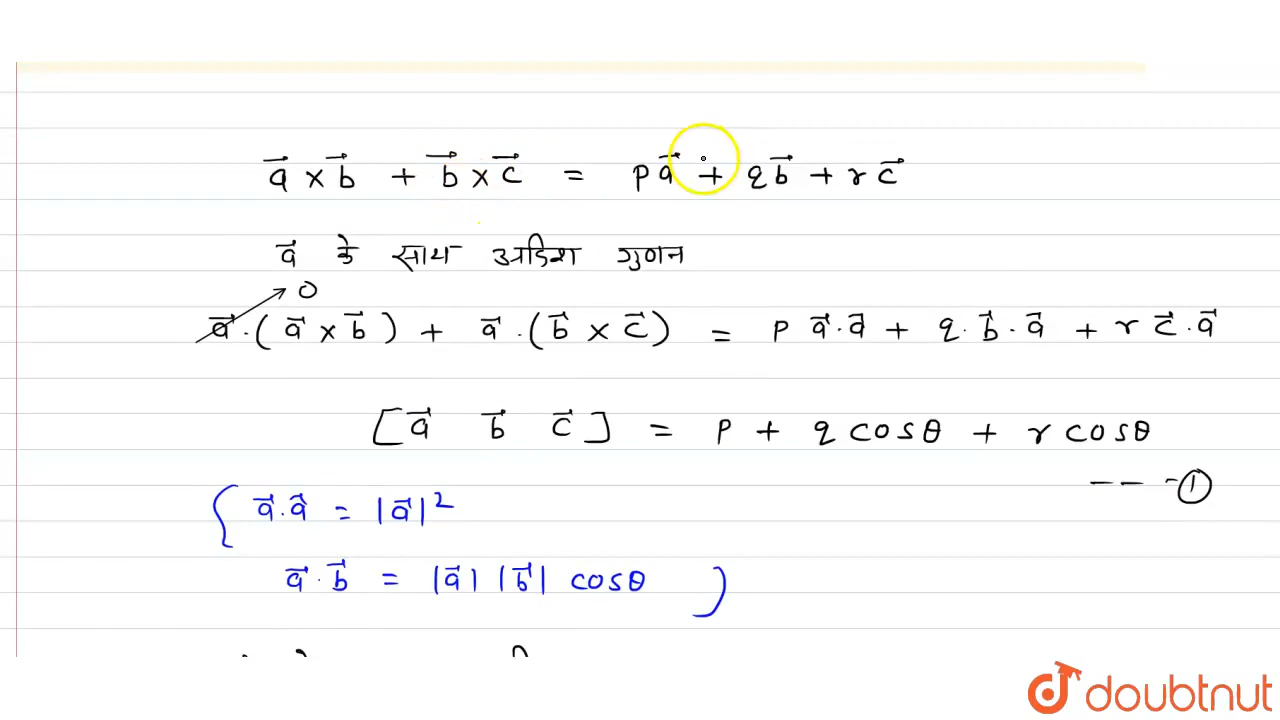 a⃗ × b⃗ + b⃗ × c⃗ = p a⃗ + q b⃗ + r c⃗
a⃗ के साथ अदिश गुणन
0
a⃗ · ( a⃗ × b⃗ ) + a⃗ · ( b⃗ × c⃗ ) = p a⃗ · a⃗ + q · b⃗ · a⃗ + r c⃗ · a⃗
[ a⃗ b⃗ c⃗ ] = p + q cosθ + r cosθ
-- - ①
{ a⃗ · a⃗ = |a⃗|²
a⃗ · b⃗ = |a⃗| |b⃗| cosθ )
doubtnut